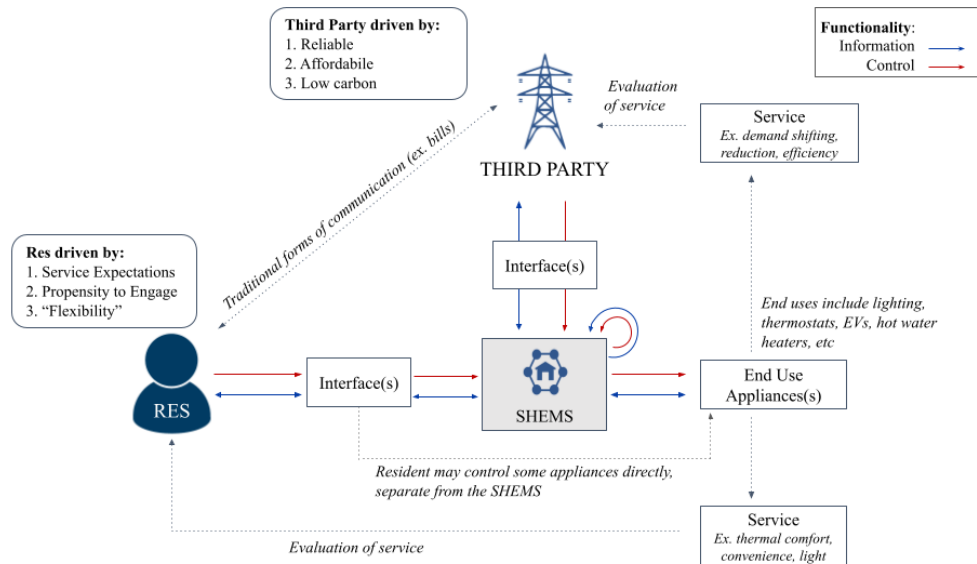 Third Party driven by:
1. Reliable
2. Affordabile
3. Low carbon
Functionality:
Information
Control
Evaluation
of service
Service
Ex. demand shifting,
reduction, efficiency
THIRD PARTY
Traditional forms of communication (ex. bills)
Res driven by:
1. Service Expectations
2. Propensity to Engage
3. “Flexibility”
Interface(s)
End uses include lighting,
thermostats, EVs, hot water
heaters, etc
RES
Interface(s)
SHEMS
End Use
Appliances(s)
Resident may control some appliances directly,
separate from the SHEMS
Evaluation of service
Service
Ex. thermal comfort,
convenience, light